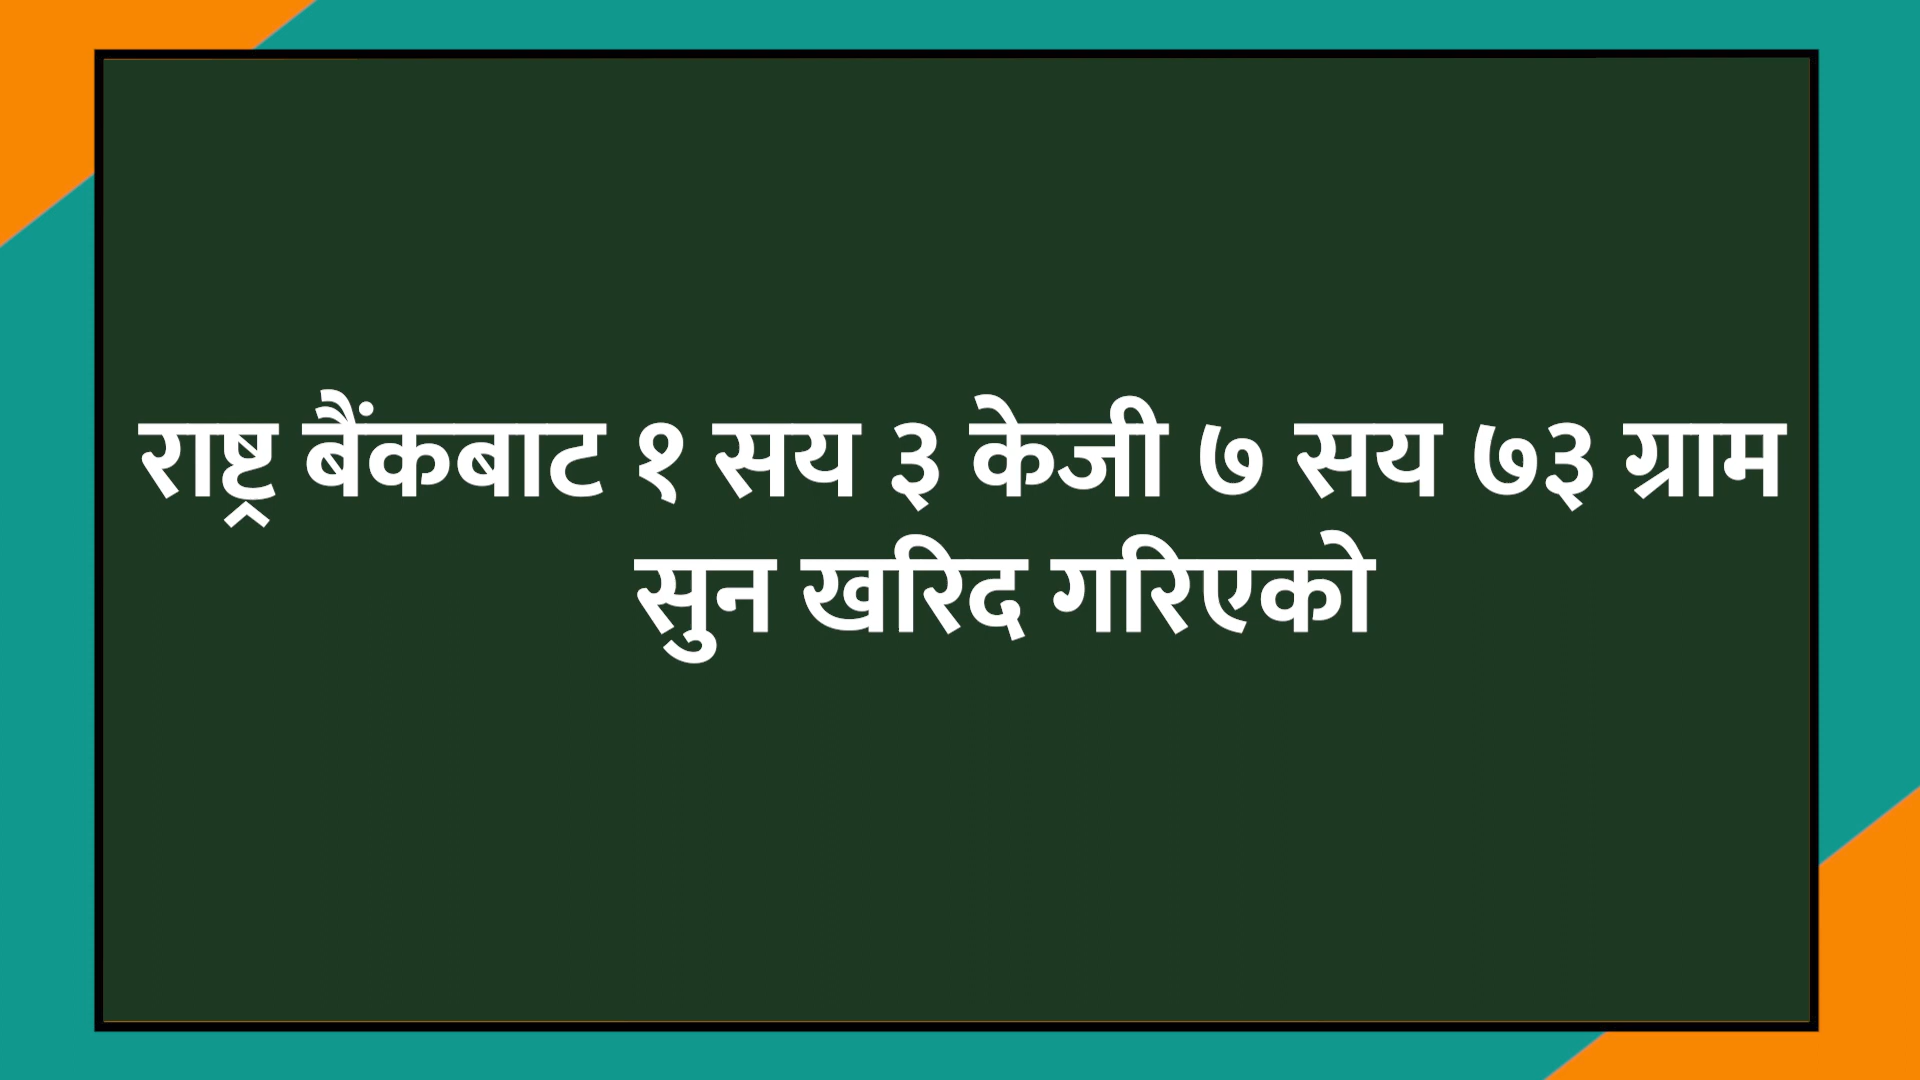 राष्ट्र बैंकबाट १ सय ३ केजी ७ सय ७३ ग्राम
सुन खरिद गरिएको